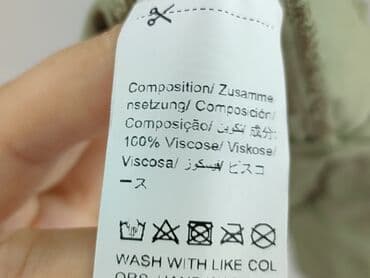 Composition/ Zusamme
nsetzung/ Composición/
Composição/ تكوين/ 成分:
100% Viscose/ Viskose/
Viscosa/ فيسكوز/ ビスコ
ース
WASH WITH LIKE COL